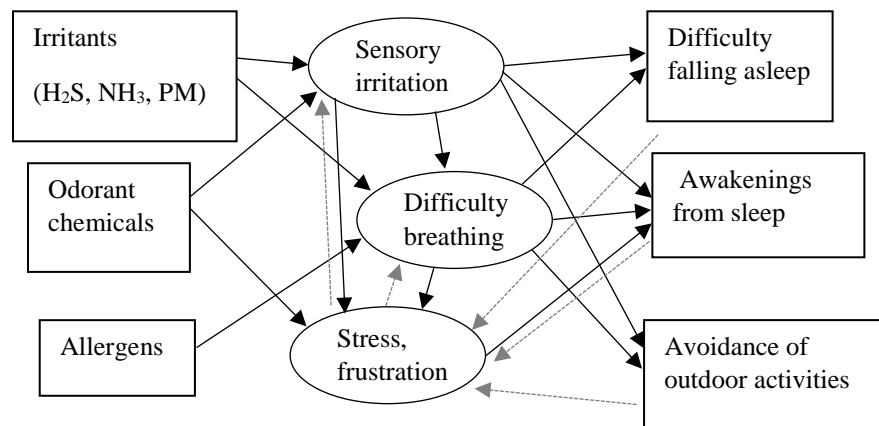 Irritants
(H₂S, NH₃, PM)
Odorant
chemicals
Allergens
Sensory
irritation
Difficulty
breathing
Stress,
frustration
Difficulty
falling asleep
Awakenings
from sleep
Avoidance of
outdoor activities